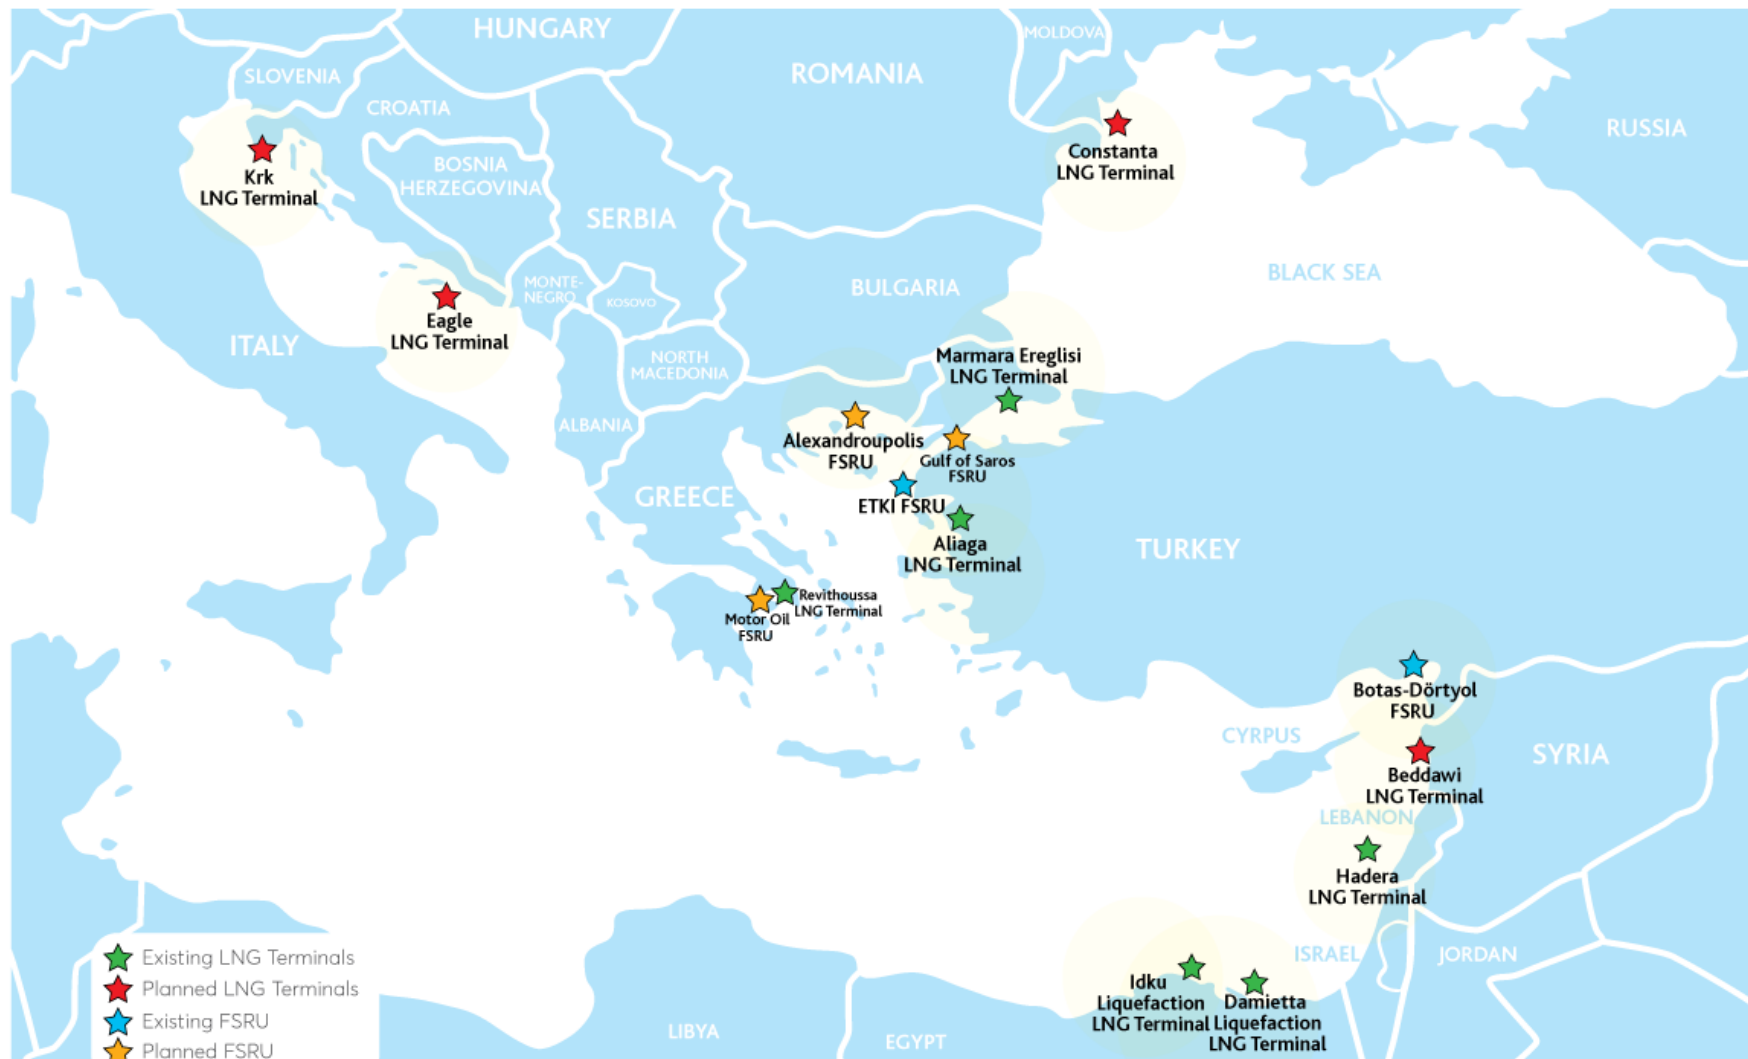 HUNGARY
MOLDOVA
SLOVENIA
ROMANIA
CROATIA
RUSSIA
Constanta
LNG Terminal
BOSNIA
HERZEGOVINA
Krk
LNG Terminal
SERBIA
BLACK SEA
MONTE-
NEGRO
KOSOVO
BULGARIA
Eagle
LNG Terminal
ITALY
NORTH
MACEDONIA
Marmara Ereglisi
LNG Terminal
ALBANIA
Alexandroupolis
FSRU
Gulf of Saros
FSRU
GREECE
ETKI FSRU
Aliaga
LNG Terminal
TURKEY
Revithoussa
LNG Terminal
Motor Oil
FSRU
Botas-Dörtyol
FSRU
CYRPUS
SYRIA
Beddawi
LNG Terminal
LEBANON
Hadera
LNG Terminal
ISRAEL
JORDAN
Idku
Liquefaction
LNG Terminal
Damietta
Liquefaction
LNG Terminal
LIBYA
EGYPT
Existing LNG Terminals
Planned LNG Terminals
Existing FSRU
Planned FSRU